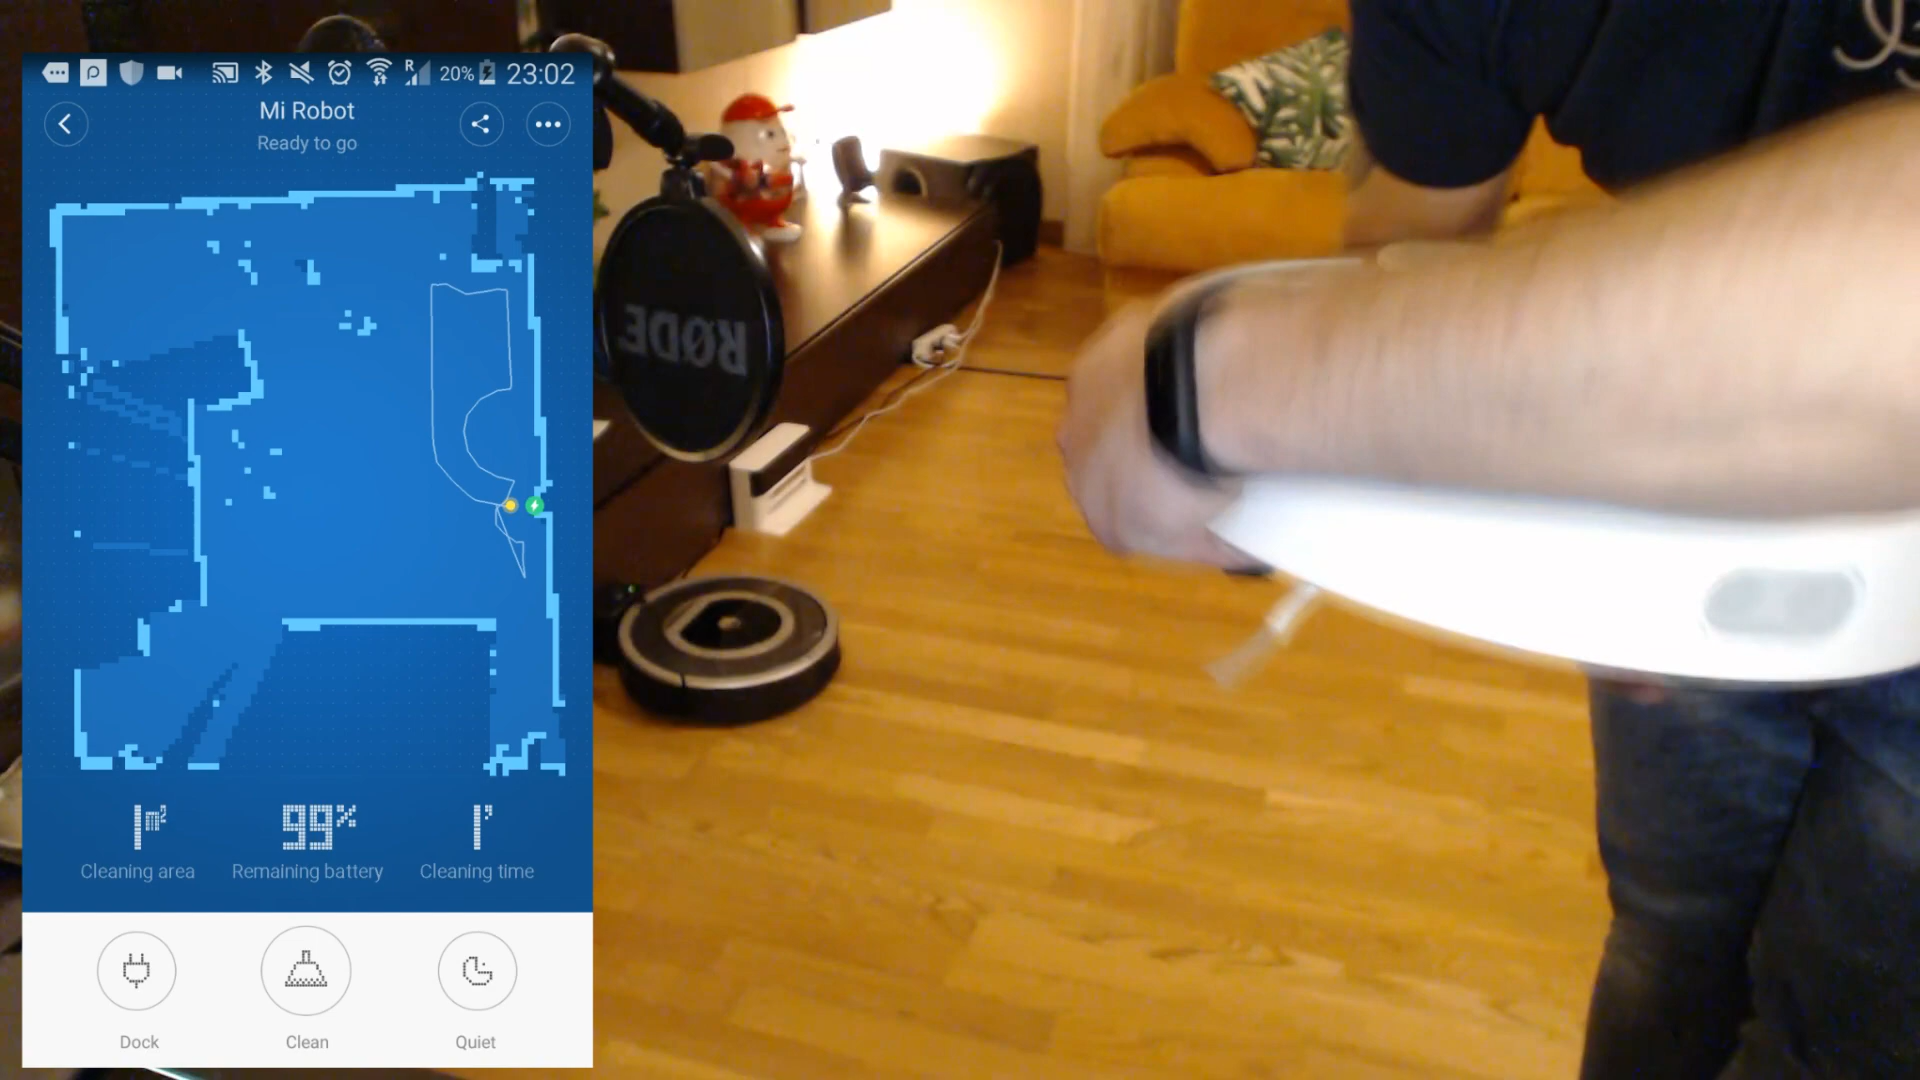 R 20% 23:02
Mi Robot
Ready to go
RØDE
1m² 99% 1'
Cleaning area Remaining battery Cleaning time
Dock Clean Quiet